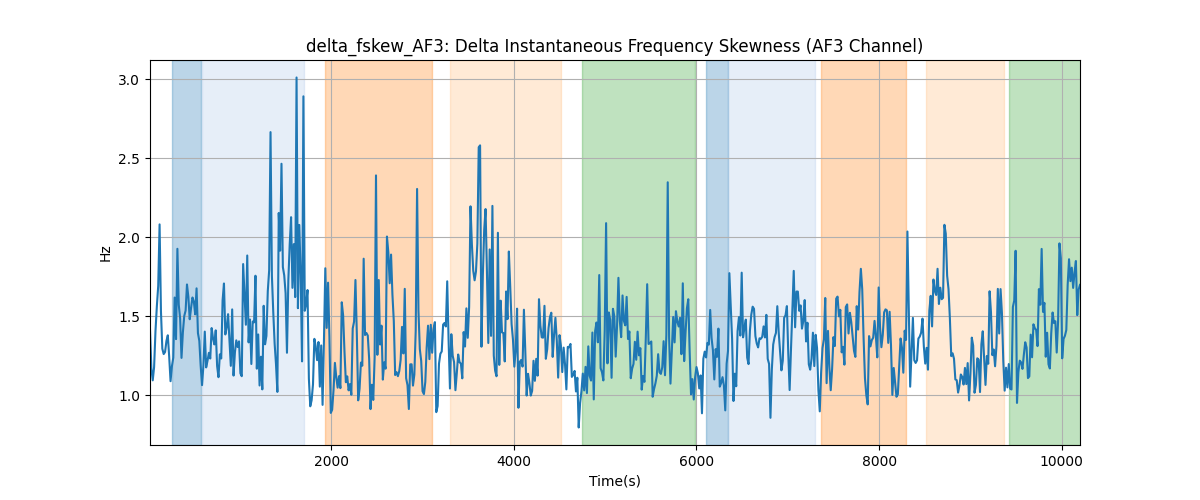 delta_fskew_AF3: Delta Instantaneous Frequency Skewness (AF3 Channel)
3.0
2.5
2.0
1.5
1.0
Hz
2000 4000 6000 8000 10000
Time(s)